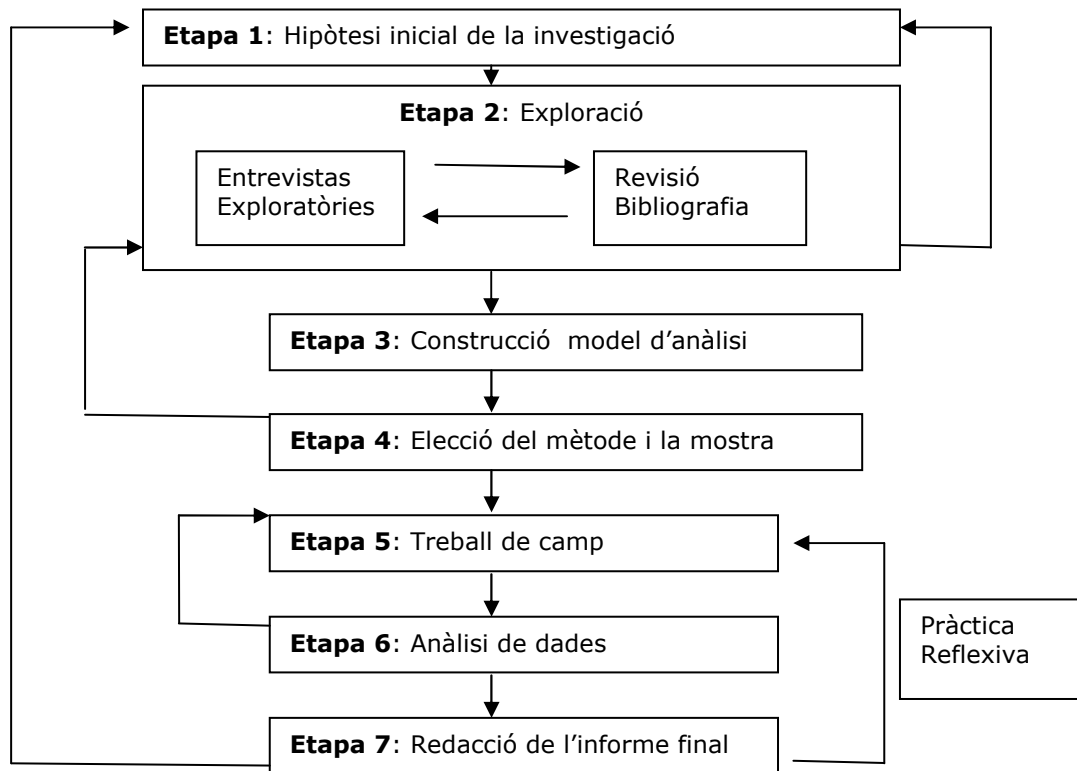 Etapa 1: Hipòtesi inicial de la investigació
Etapa 2: Exploració
Entrevistas
Exploratòries
Revisió
Bibliografia
Etapa 3: Construcció  model d’anàlisi
Etapa 4: Elecció del mètode i la mostra
Etapa 5: Treball de camp
Etapa 6: Anàlisi de dades
Pràctica
Reflexiva
Etapa 7: Redacció de l’informe final